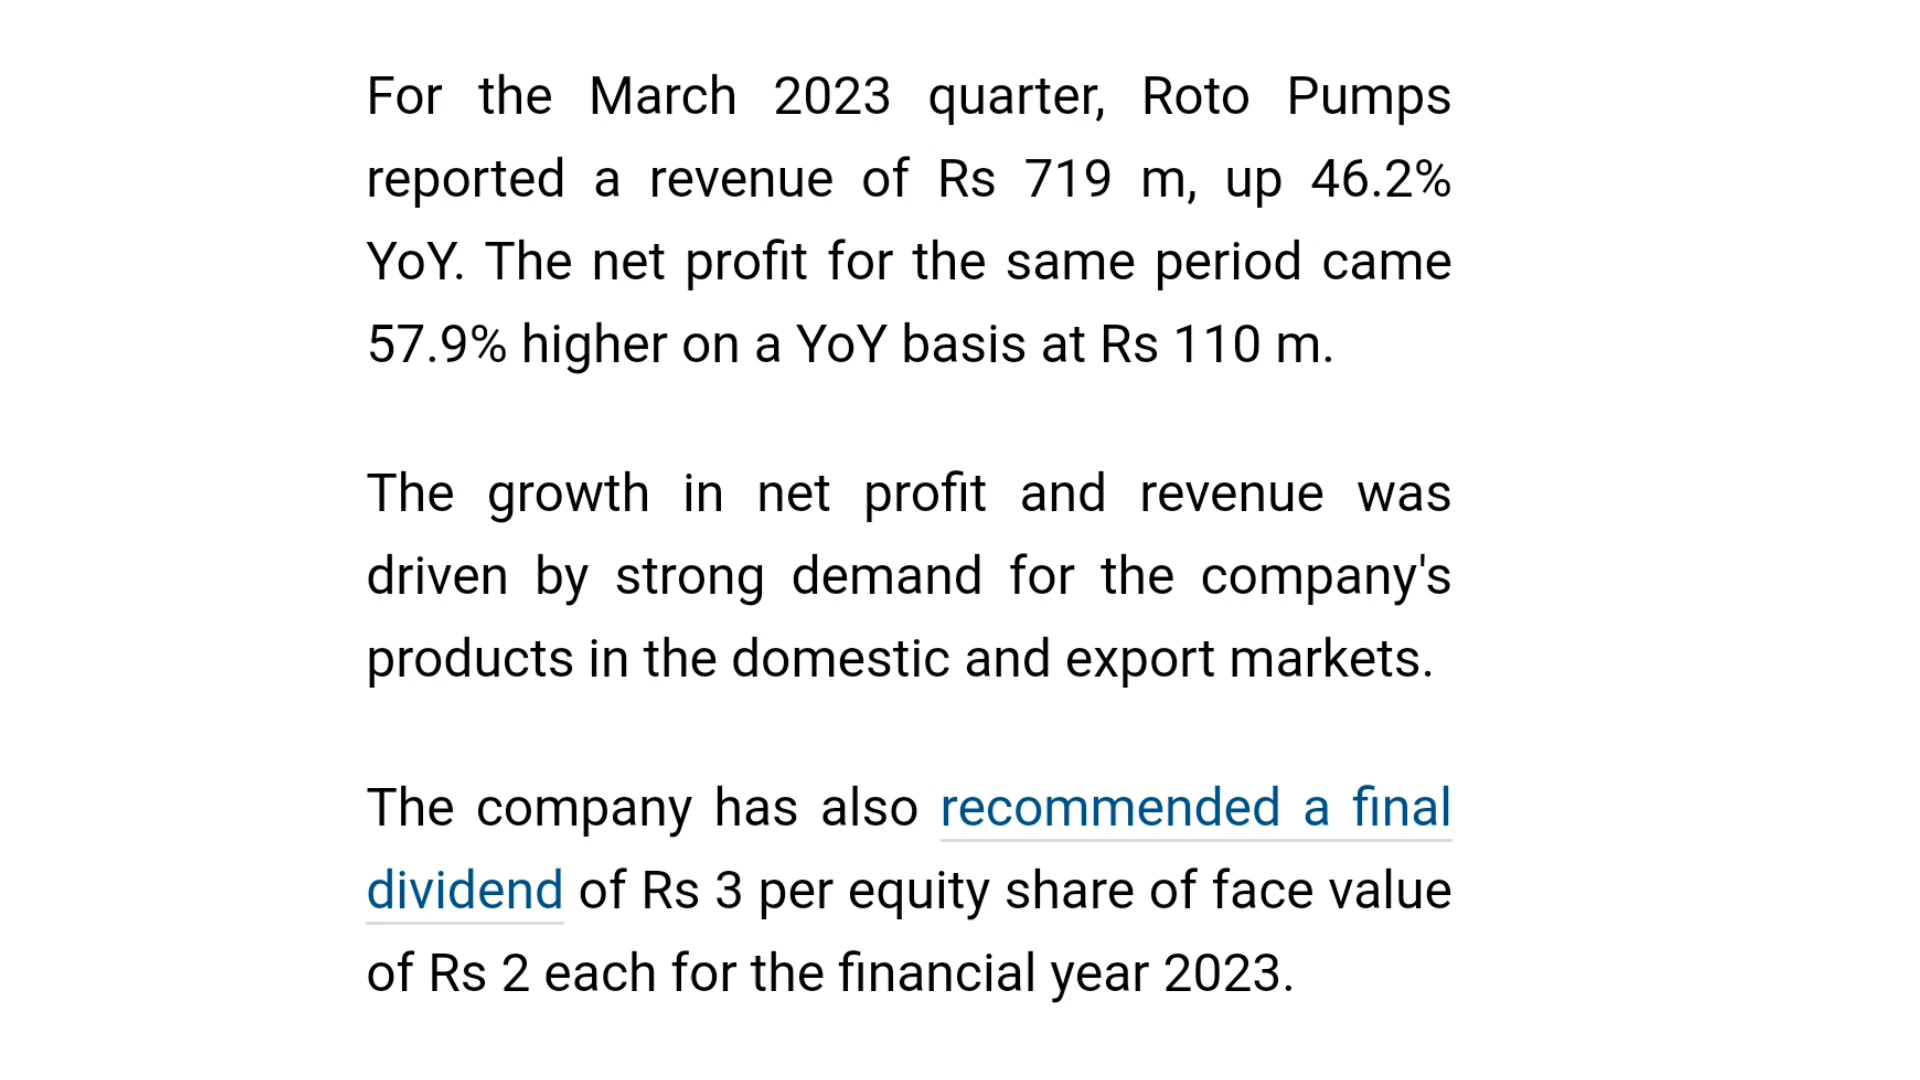 For the March 2023 quarter, Roto Pumps
reported a revenue of Rs 719 m, up 46.2%
YoY. The net profit for the same period came
57.9% higher on a YoY basis at Rs 110 m.
The growth in net profit and revenue was
driven by strong demand for the company's
products in the domestic and export markets.
The company has also recommended a final
dividend of Rs 3 per equity share of face value
of Rs 2 each for the financial year 2023.